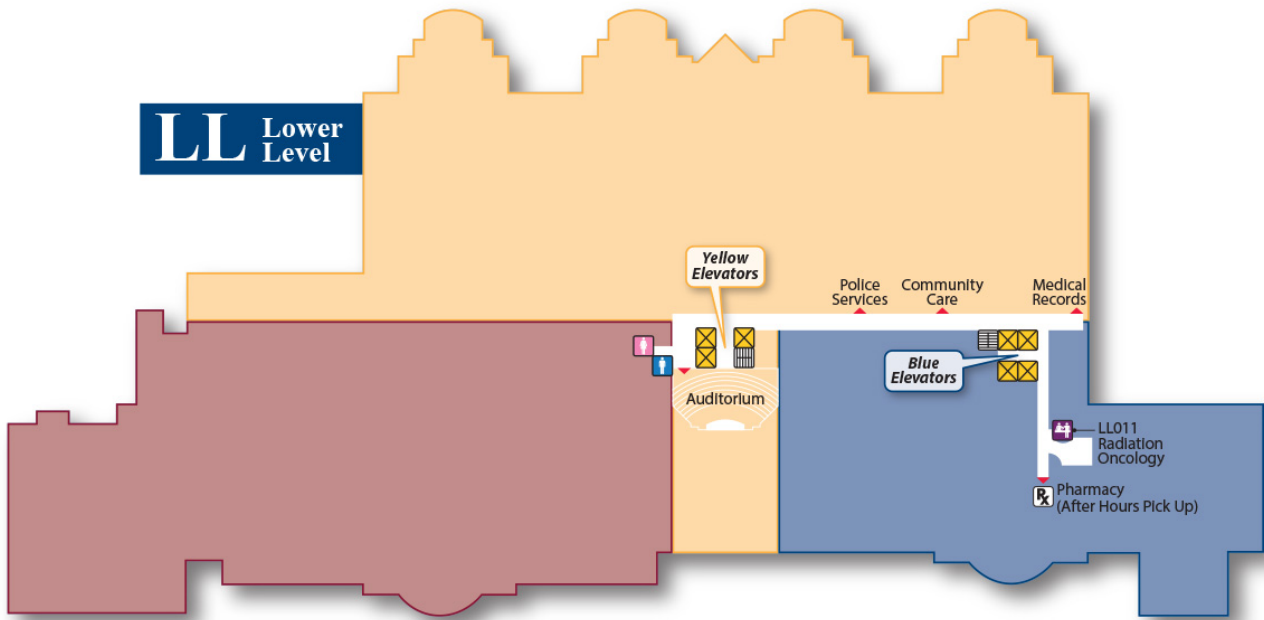 LL Lower
Level
Yellow
Elevators
Police
Services
Community
Care
Medical
Records
Blue
Elevators
Auditorium
LL011
Radiation
Oncology
Rx
Pharmacy
(After Hours Pick Up)